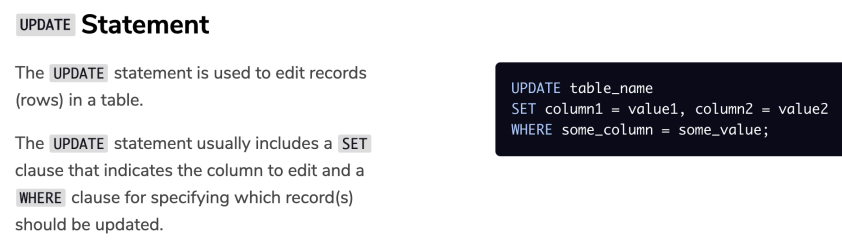 UPDATE Statement
The UPDATE statement is used to edit records
(rows) in a table.
The UPDATE statement usually includes a SET
clause that indicates the column to edit and a
WHERE clause for specifying which record(s)
should be updated.
UPDATE table_name
SET column1 = value1, column2 = value2
WHERE some_column = some_value;